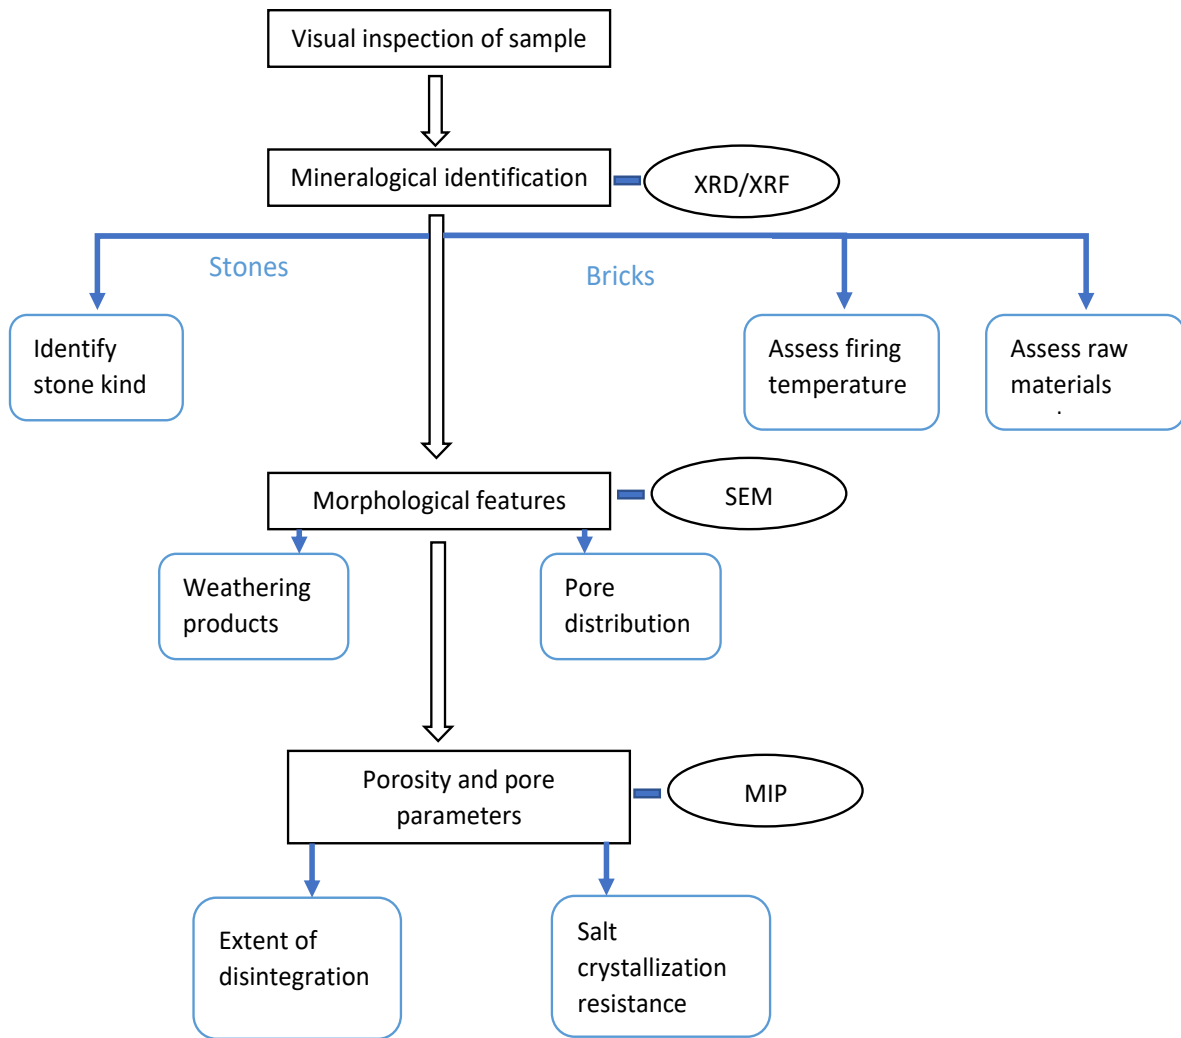 Visual inspection of sample
Mineralogical identification
XRD/XRF
Stones
Bricks
Identify
stone kind
Assess firing
temperature
Assess raw
materials
.
Morphological features
SEM
Weathering
products
Pore
distribution
Porosity and pore
parameters
MIP
Extent of
disintegration
Salt
crystallization
resistance